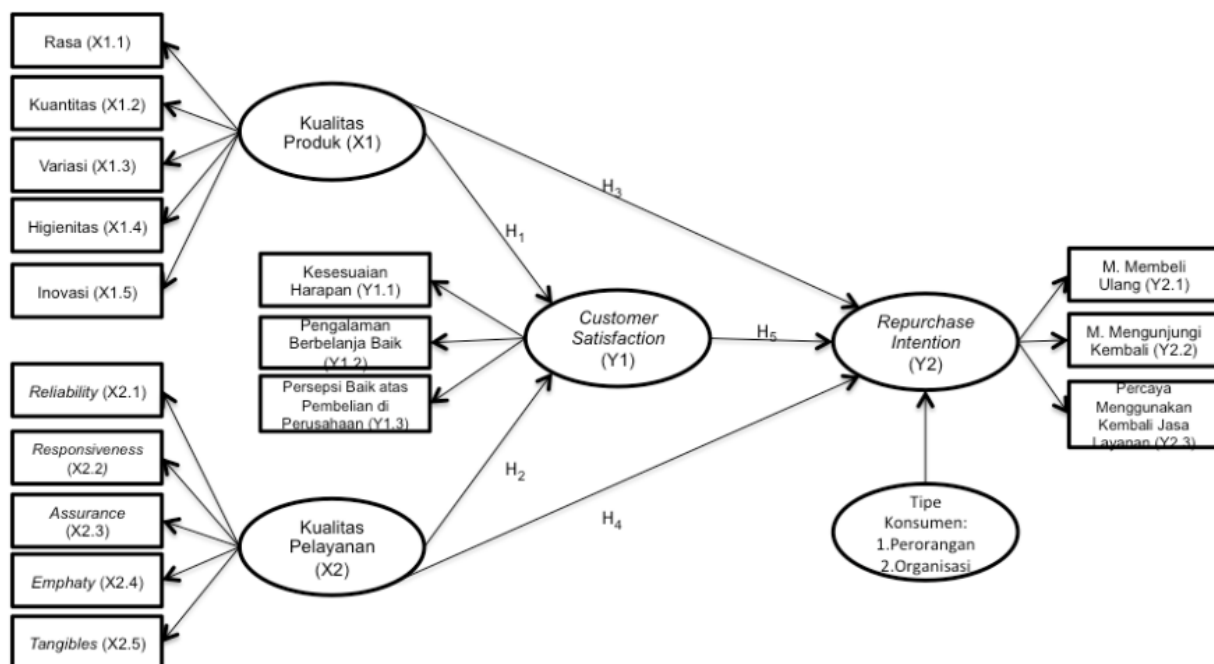 Rasa (X1.1)
Kuantitas (X1.2)
Variasi (X1.3)
Higienitas (X1.4)
Inovasi (X1.5)
Kualitas
Produk (X1)
H3
H1
Kesesuaian
Harapan (Y1.1)
Pengalaman
Berbelanja Baik
(Y1.2)
Persepsi Baik atas
Pembelian di
Perusahaan (Y1.3)
Customer
Satisfaction
(Y1)
H5
Repurchase
Intention
(Y2)
M. Membeli
Ulang (Y2.1)
M. Mengunjungi
Kembali (Y2.2)
Percaya
Menggunakan
Kembali Jasa
Layanan (Y2.3)
Reliability (X2.1)
Responsiveness
(X2.2)
Assurance
(X2.3)
Emphaty (X2.4)
Tangibles (X2.5)
Kualitas
Pelayanan
(X2)
H2
H4
Tipe
Konsumen:
1.Perorangan
2.Organisasi